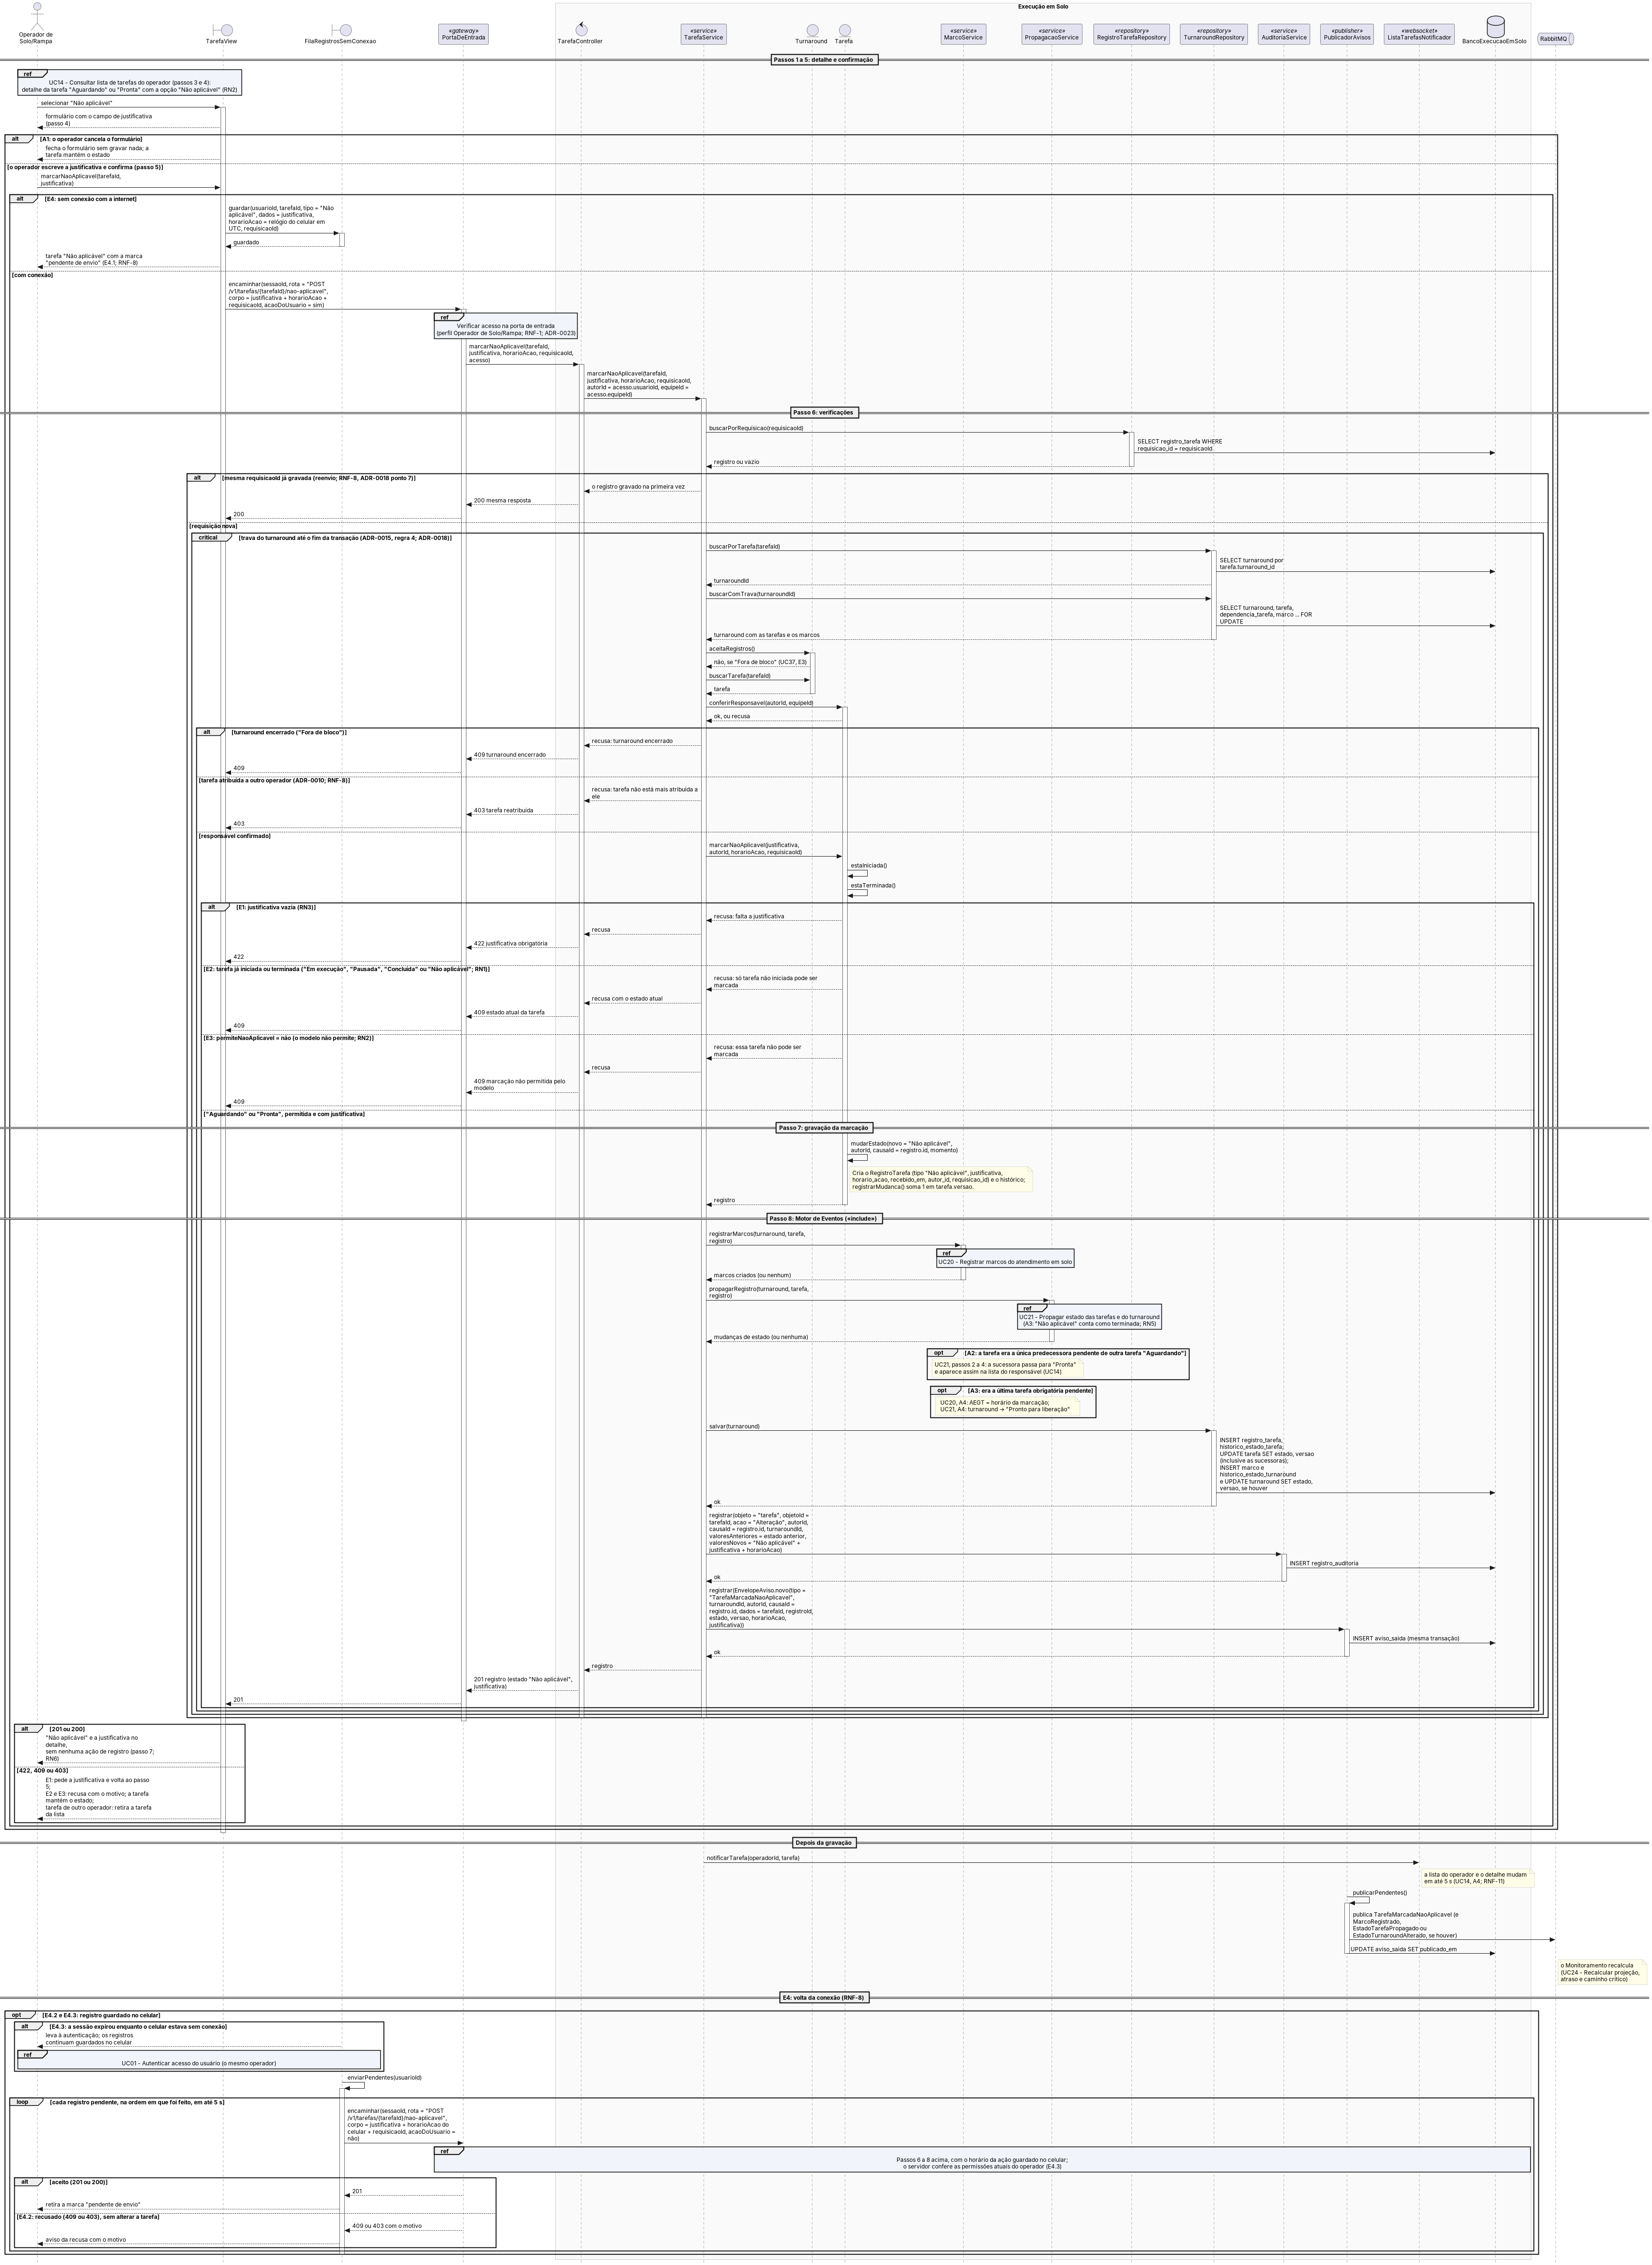 Execução em Solo
Operador de
Solo/Rampa
TarefaView
FilaRegistrosSemConexao
«gateway»
PortaDeEntrada
TarefaController
«service»
TarefaService
Turnaround
Tarefa
«service»
MarcoService
«service»
PropagacaoService
«repository»
RegistroTarefaRepository
«repository»
TurnaroundRepository
«service»
AuditoriaService
«publisher»
PublicadorAvisos
«websocket»
ListaTarefasNotificador
BancoExecucaoEmSolo
RabbitMQ
Passos 1 a 5: detalhe e confirmação
ref
UC14 - Consultar lista de tarefas do operador (passos 3 e 4):
detalhe da tarefa "Aguardando" ou "Pronta" com a opção "Não aplicável" (RN2)
selecionar "Não aplicável"
formulário com o campo de justificativa
(passo 4)
alt
[A1: o operador cancela o formulário]
fecha o formulário sem gravar nada; a
tarefa mantém o estado
[o operador escreve a justificativa e confirma (passo 5)]
marcarNaoAplicavel(tarefaId,
justificativa)
alt
[E4: sem conexão com a internet]
guardar(usuarioId, tarefaId, tipo = "Não
aplicável", dados = justificativa,
horarioAcao = relógio do celular em
UTC, requisicaoId)
guardado
tarefa "Não aplicável" com a marca
"pendente de envio" (E4.1; RNF-8)
[com conexão]
encaminhar(sessaoId, rota = "POST
/v1/tarefas/{tarefaId}/nao-aplicavel",
corpo = justificativa + horarioAcao +
requisicaoId, acaoDoUsuario = sim)
ref
Verificar acesso na porta de entrada
(perfil Operador de Solo/Rampa; RNF-1; ADR-0023)
marcarNaoAplicavel(tarefaId,
justificativa, horarioAcao, requisicaoId,
acesso)
marcarNaoAplicavel(tarefaId,
justificativa, horarioAcao, requisicaoId,
autorId = acesso.usuarioId, equipeId =
acesso.equipeId)
Passo 6: verificações
buscarPorRequisicao(requisicaoId)
SELECT registro_tarefa WHERE
requisicao_id = requisicaoId
registro ou vazio
alt
[mesma requisicaoId já gravada (reenvio; RNF-8, ADR-0018 ponto 7)]
o registro gravado na primeira vez
200 mesma resposta
200
[requisição nova]
critical
[trava do turnaround até o fim da transação (ADR-0015, regra 4; ADR-0018)]
buscarPorTarefa(tarefaId)
SELECT turnaround por
tarefa.turnaround_id
turnaroundId
buscarComTrava(turnaroundId)
SELECT turnaround, tarefa,
dependencia_tarefa, marco ... FOR
UPDATE
turnaround com as tarefas e os marcos
aceitaRegistros()
não, se "Fora de bloco" (UC37, E3)
buscarTarefa(tarefaId)
tarefa
conferirResponsavel(autorId, equipeId)
ok, ou recusa
alt
[turnaround encerrado ("Fora de bloco")]
recusa: turnaround encerrado
409 turnaround encerrado
409
[tarefa atribuída a outro operador (ADR-0010; RNF-8)]
recusa: tarefa não está mais atribuída a
ele
403 tarefa reatribuída
403
[responsável confirmado]
marcarNaoAplicavel(justificativa,
autorId, horarioAcao, requisicaoId)
estaIniciada()
estaTerminada()
alt
[E1: justificativa vazia (RN3)]
recusa: falta a justificativa
recusa
422 justificativa obrigatória
422
[E2: tarefa já iniciada ou terminada ("Em execução", "Pausada", "Concluída" ou "Não aplicável"; RN1)]
recusa: só tarefa não iniciada pode ser
marcada
recusa com o estado atual
409 estado atual da tarefa
409
[E3: permiteNaoAplicavel = não (o modelo não permite; RN2)]
recusa: essa tarefa não pode ser
marcada
recusa
409 marcação não permitida pelo
modelo
409
["Aguardando" ou "Pronta", permitida e com justificativa]
Passo 7: gravação da marcação
mudarEstado(novo = "Não aplicável",
autorId, causaId = registro.id, momento)
Cria o RegistroTarefa (tipo "Não aplicável", justificativa,
horario_acao, recebido_em, autor_id, requisicao_id) e o histórico;
registrarMudanca() soma 1 em tarefa.versao.
registro
Passo 8: Motor de Eventos («include»)
registrarMarcos(turnaround, tarefa,
registro)
ref
UC20 - Registrar marcos do atendimento em solo
marcos criados (ou nenhum)
propagarRegistro(turnaround, tarefa,
registro)
ref
UC21 - Propagar estado das tarefas e do turnaround
(A3: "Não aplicável" conta como terminada; RN5)
mudanças de estado (ou nenhuma)
opt
[A2: a tarefa era a única predecessora pendente de outra tarefa "Aguardando"]
UC21, passos 2 a 4: a sucessora passa para "Pronta"
e aparece assim na lista do responsável (UC14)
opt
[A3: era a última tarefa obrigatória pendente]
UC20, A4: AEGT = horário da marcação;
UC21, A4: turnaround → "Pronto para liberação"
salvar(turnaround)
INSERT registro_tarefa,
historico_estado_tarefa;
UPDATE tarefa SET estado, versao
(inclusive as sucessoras);
INSERT marco e
historico_estado_turnaround
e UPDATE turnaround SET estado,
versao, se houver
ok
registrar(objeto = "tarefa", objetoId =
tarefaId, acao = "Alteração", autorId,
causaId = registro.id, turnaroundId,
valoresAnteriores = estado anterior,
valoresNovos = "Não aplicável" +
justificativa + horarioAcao)
INSERT registro_auditoria
ok
registrar(EnvelopeAviso.novo(tipo =
"TarefaMarcadaNaoAplicavel",
turnaroundId, autorId, causaId =
registro.id, dados = tarefaId, registroId,
estado, versao, horarioAcao,
justificativa))
INSERT aviso_saida (mesma transação)
ok
registro
201 registro (estado "Não aplicável",
justificativa)
201
alt
[201 ou 200]
"Não aplicável" e a justificativa no
detalhe,
sem nenhuma ação de registro (passo 7;
RN6)
[422, 409 ou 403]
E1: pede a justificativa e volta ao passo
5;
E2 e E3: recusa com o motivo; a tarefa
mantém o estado;
tarefa de outro operador: retira a tarefa
da lista
Depois da gravação
notificarTarefa(operadorId, tarefa)
a lista do operador e o detalhe mudam
em até 5 s (UC14, A4; RNF-11)
publicarPendentes()
publica TarefaMarcadaNaoAplicavel (e
MarcoRegistrado,
EstadoTarefaPropagado ou
EstadoTurnaroundAlterado, se houver)
UPDATE aviso_saida SET publicado_em
o Monitoramento recalcula
(UC24 - Recalcular projeção,
atraso e caminho crítico)
E4: volta da conexão (RNF-8)
opt
[E4.2 e E4.3: registro guardado no celular]
alt
[E4.3: a sessão expirou enquanto o celular estava sem conexão]
leva à autenticação; os registros
continuam guardados no celular
ref
UC01 - Autenticar acesso do usuário (o mesmo operador)
enviarPendentes(usuarioId)
loop
[cada registro pendente, na ordem em que foi feito, em até 5 s]
encaminhar(sessaoId, rota = "POST
/v1/tarefas/{tarefaId}/nao-aplicavel",
corpo = justificativa + horarioAcao do
celular + requisicaoId, acaoDoUsuario =
não)
ref
Passos 6 a 8 acima, com o horário da ação guardado no celular;
o servidor confere as permissões atuais do operador (E4.3)
alt
[aceito (201 ou 200)]
201
retira a marca "pendente de envio"
[E4.2: recusado (409 ou 403), sem alterar a tarefa]
409 ou 403 com o motivo
aviso da recusa com o motivo